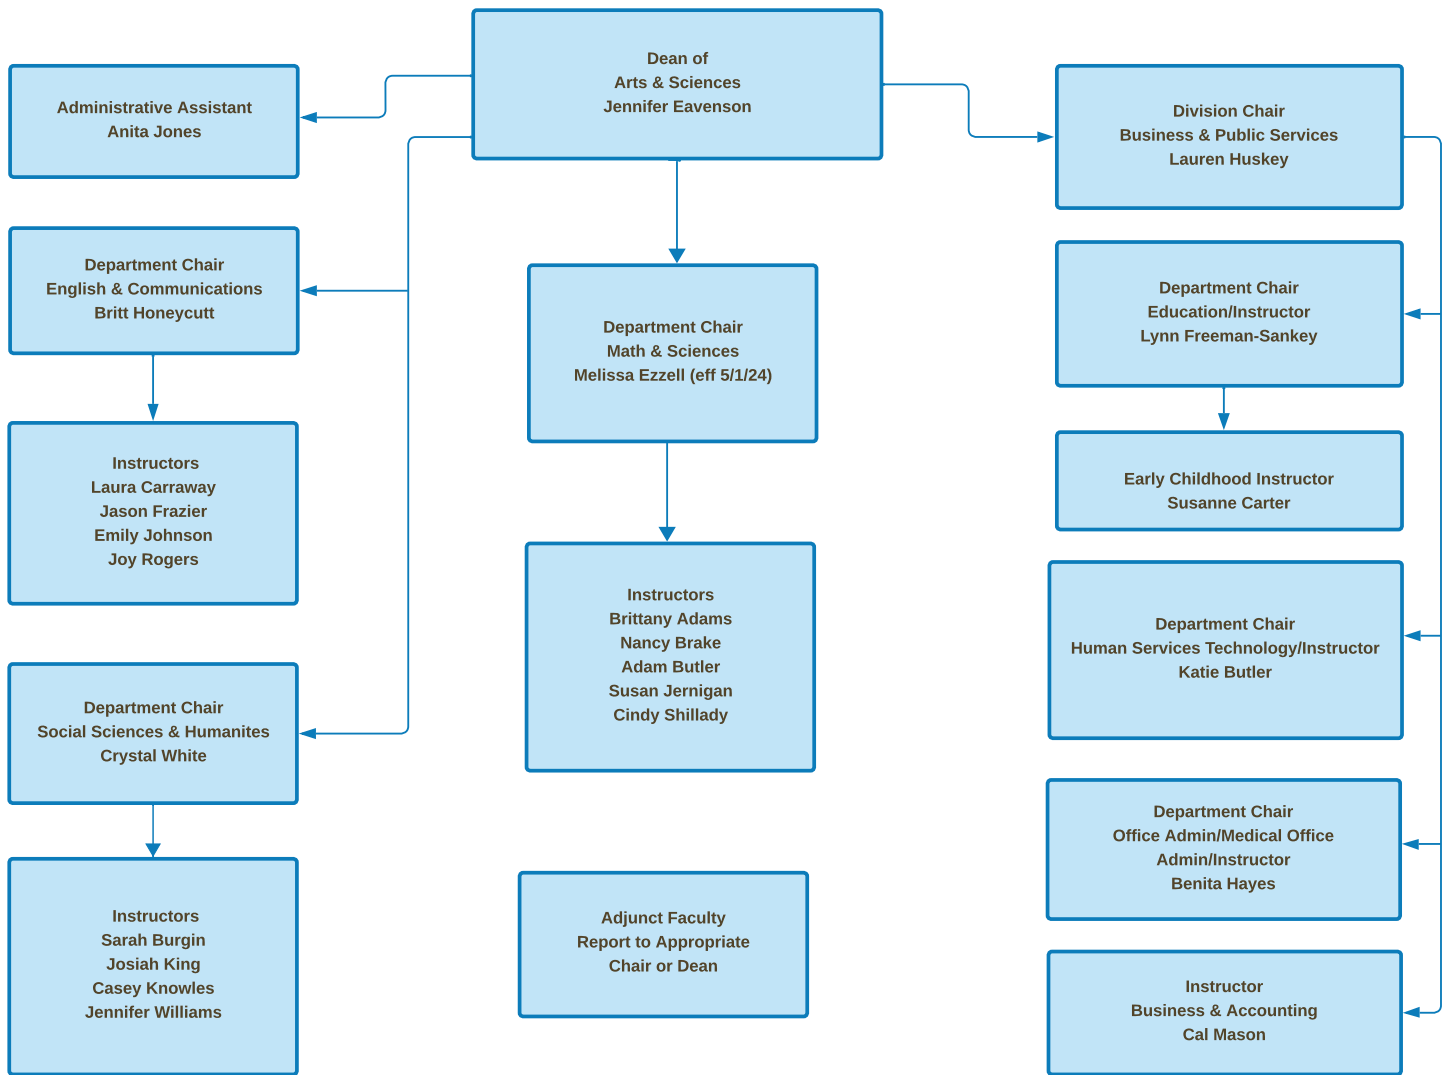 Dean of
Arts & Sciences
Jennifer Eavenson
Administrative Assistant
Anita Jones
Division Chair
Business & Public Services
Lauren Huskey
Department Chair
English & Communications
Britt Honeycutt
Department Chair
Math & Sciences
Melissa Ezzell (eff 5/1/24)
Department Chair
Education/Instructor
Lynn Freeman-Sankey
Instructors
Laura Carraway
Jason Frazier
Emily Johnson
Joy Rogers
Early Childhood Instructor
Susanne Carter
Instructors
Brittany Adams
Nancy Brake
Adam Butler
Susan Jernigan
Cindy Shillady
Department Chair
Human Services Technology/Instructor
Katie Butler
Department Chair
Social Sciences & Humanites
Crystal White
Department Chair
Office Admin/Medical Office
Admin/Instructor
Benita Hayes
Instructors
Sarah Burgin
Josiah King
Casey Knowles
Jennifer Williams
Adjunct Faculty
Report to Appropriate
Chair or Dean
Instructor
Business & Accounting
Cal Mason